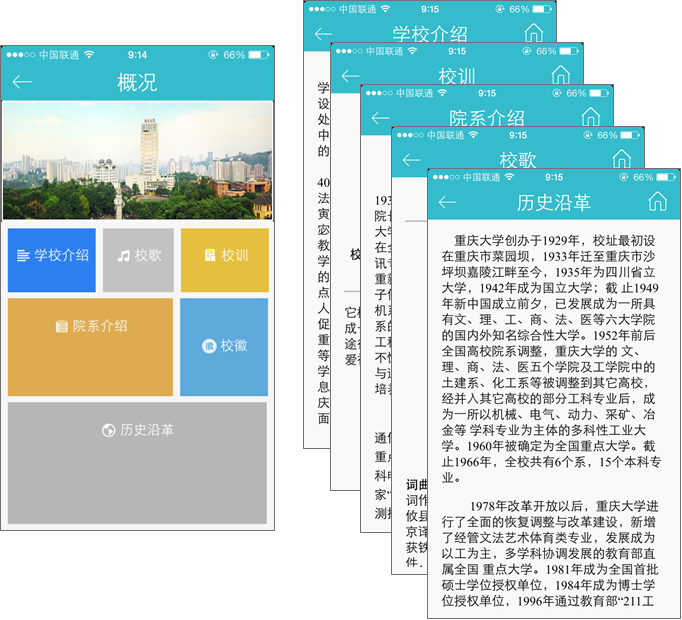 中国联通
9:14
66%
概况
学校介绍
校歌
校训
院系介绍
校徽
历史沿革
中国联通
9:15
66%
学校介绍
学
设
处
中
的
40
法
寅
宓
教
学
的
点
人
促
重
等
学
息
庆
面
中国联通
9:15
66%
校训
校
它
成
途
爱
中国联通
9:15
66%
院系介绍
193
院
大学
在全
讯
重新
子
机
系的
工程
不
与
培养
通信
重点
科
家“
测
中国联通
9:15
66%
校歌
词曲
词作
攸县
京译
获铁
件.
中国联通
9:15
66%
历史沿革
重庆大学创办于1929年，校址最初设
在重庆市菜园坝，1933年迁至重庆市沙
坪坝嘉陵江畔至今，1935年为四川省立
大学，1942年成为国立大学；截 止1949
年新中国成立前夕，已发展成为一所具
有文、理、工、商、法、医等六大学院
的国内外知名综合性大学。1952年前后
全国高校院系调整，重庆大学的 文、
理、商、法、医五个学院及工学院中的
土建系、化工系等被调整到其它高校，
经并入其它高校的部分工科专业后，成
为一所以机械、电气、动力、采矿、冶
金等 学科专业为主体的多科性工业大
学。1960年被确定为全国重点大学。截
止1966年，全校共有6个系，15个本科专
业。
1978年改革开放以后，重庆大学进
行了全面的恢复调整与改革建设，新增
了经管文法艺术体育类专业，发展成为
以工为主，多学科协调发展的教育部直
属全国 重点大学。1981年成为全国首批
硕士学位授权单位，1984年成为博士学
位授权单位，1996年通过教育部“211工